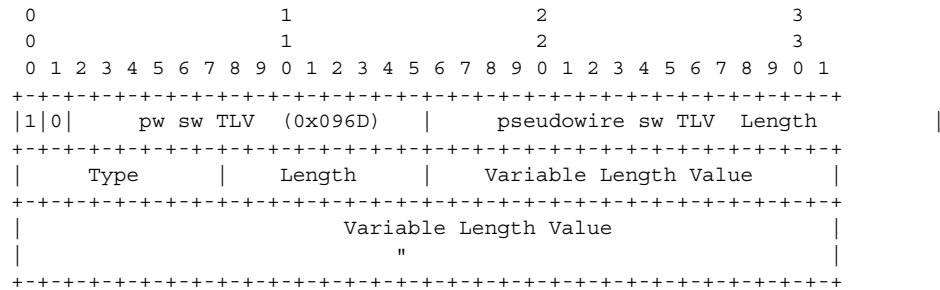 0                   1                   2                   3
 0                   1                   2                   3
 0 1 2 3 4 5 6 7 8 9 0 1 2 3 4 5 6 7 8 9 0 1 2 3 4 5 6 7 8 9 0 1
+-+-+-+-+-+-+-+-+-+-+-+-+-+-+-+-+-+-+-+-+-+-+-+-+-+-+-+-+-+-+-+-+
|1|0|     pw sw TLV  (0x096D)   |     pseudowire sw TLV  Length         |
+-+-+-+-+-+-+-+-+-+-+-+-+-+-+-+-+-+-+-+-+-+-+-+-+-+-+-+-+-+-+-+-+
|     Type      |    Length     |    Variable Length Value      |
+-+-+-+-+-+-+-+-+-+-+-+-+-+-+-+-+-+-+-+-+-+-+-+-+-+-+-+-+-+-+-+-+
|                         Variable Length Value                 |
|                             "                                 |
+-+-+-+-+-+-+-+-+-+-+-+-+-+-+-+-+-+-+-+-+-+-+-+-+-+-+-+-+-+-+-+-+